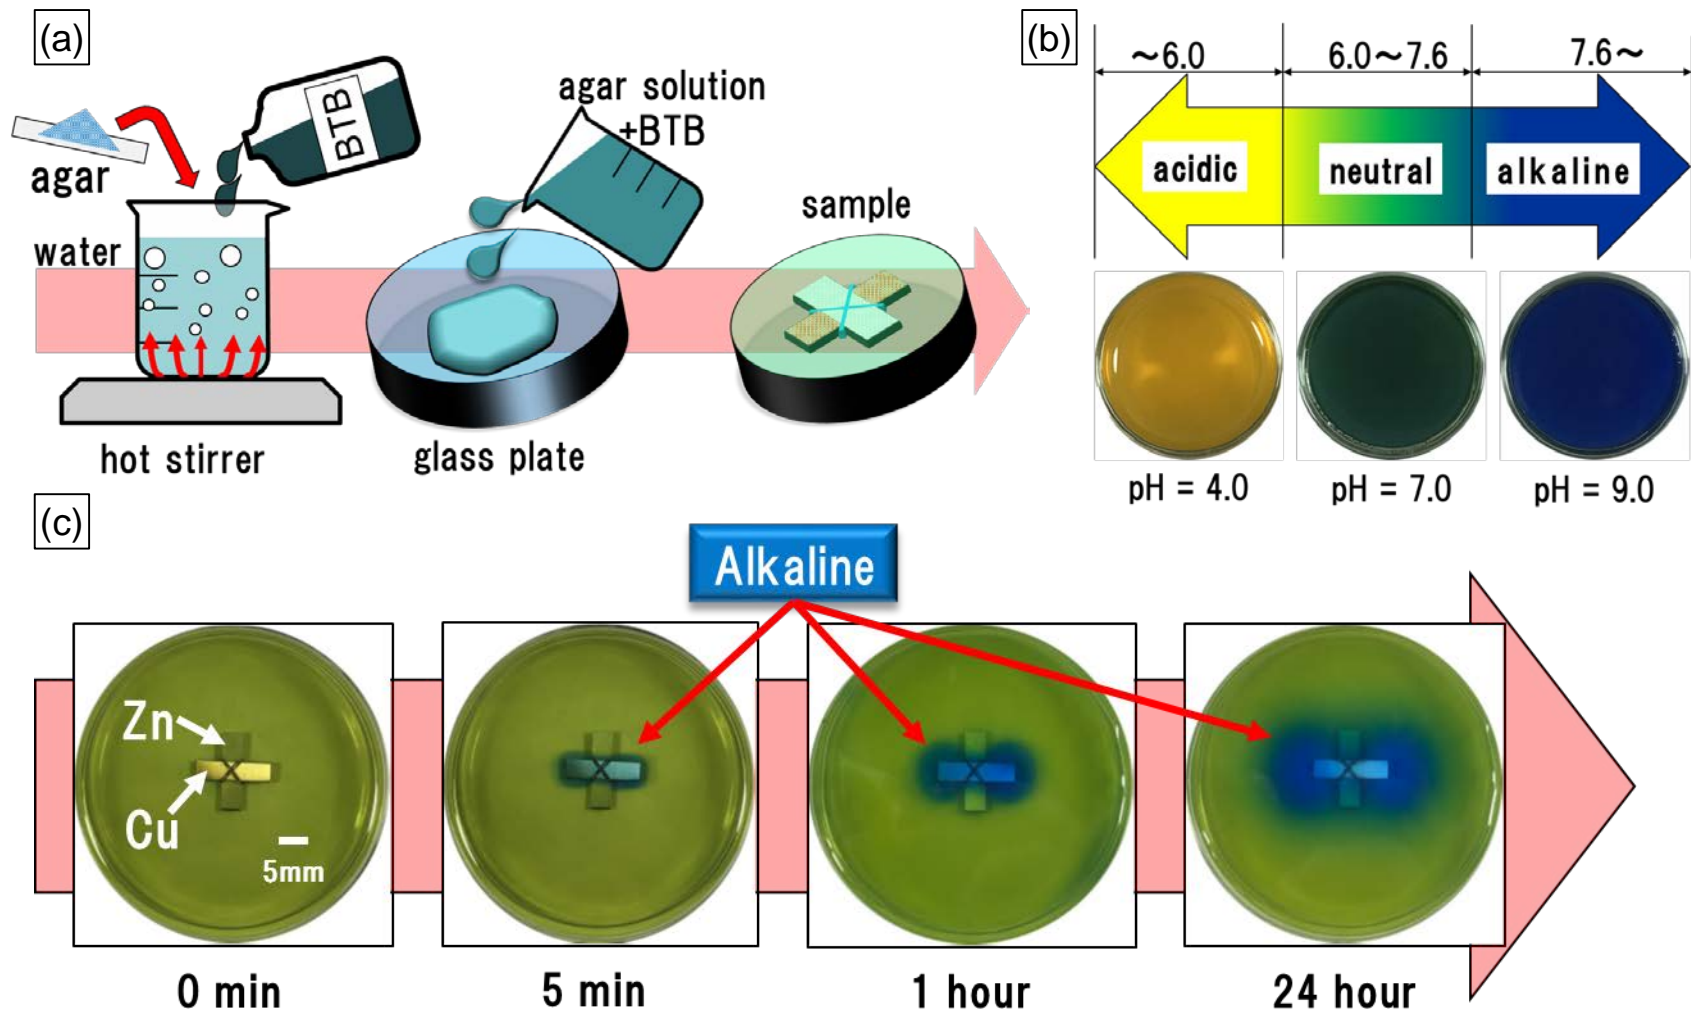 (a)
BTB
agar
water
hot stirrer
agar solution
+BTB
glass plate
sample
(b)
～6.0
6.0～7.6
7.6～
acidic
neutral
alkaline
pH = 4.0
pH = 7.0
pH = 9.0
(c)
Alkaline
Zn
Cu
5mm
0 min
5 min
1 hour
24 hour